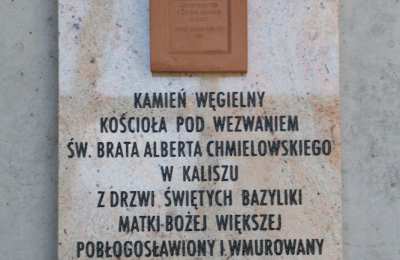 KAMIEŃ WĘGIELNY
KOŚCIOŁA POD WEZWANIEM
ŚW. BRATA ALBERTA CHMIELOWSKIEGO
W KALISZU
Z DRZWI ŚWIĘTYCH BAZYLIKI
MATKI BOŻEJ WIĘKSZEJ
POBŁOGOSŁAWIONY I WMUROWANY